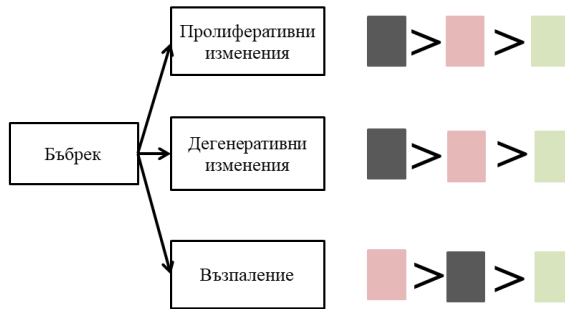 Пролиферативни
изменения
> >
Бъбрек
Дегенеративни
изменения
> >
Възпаление
> >